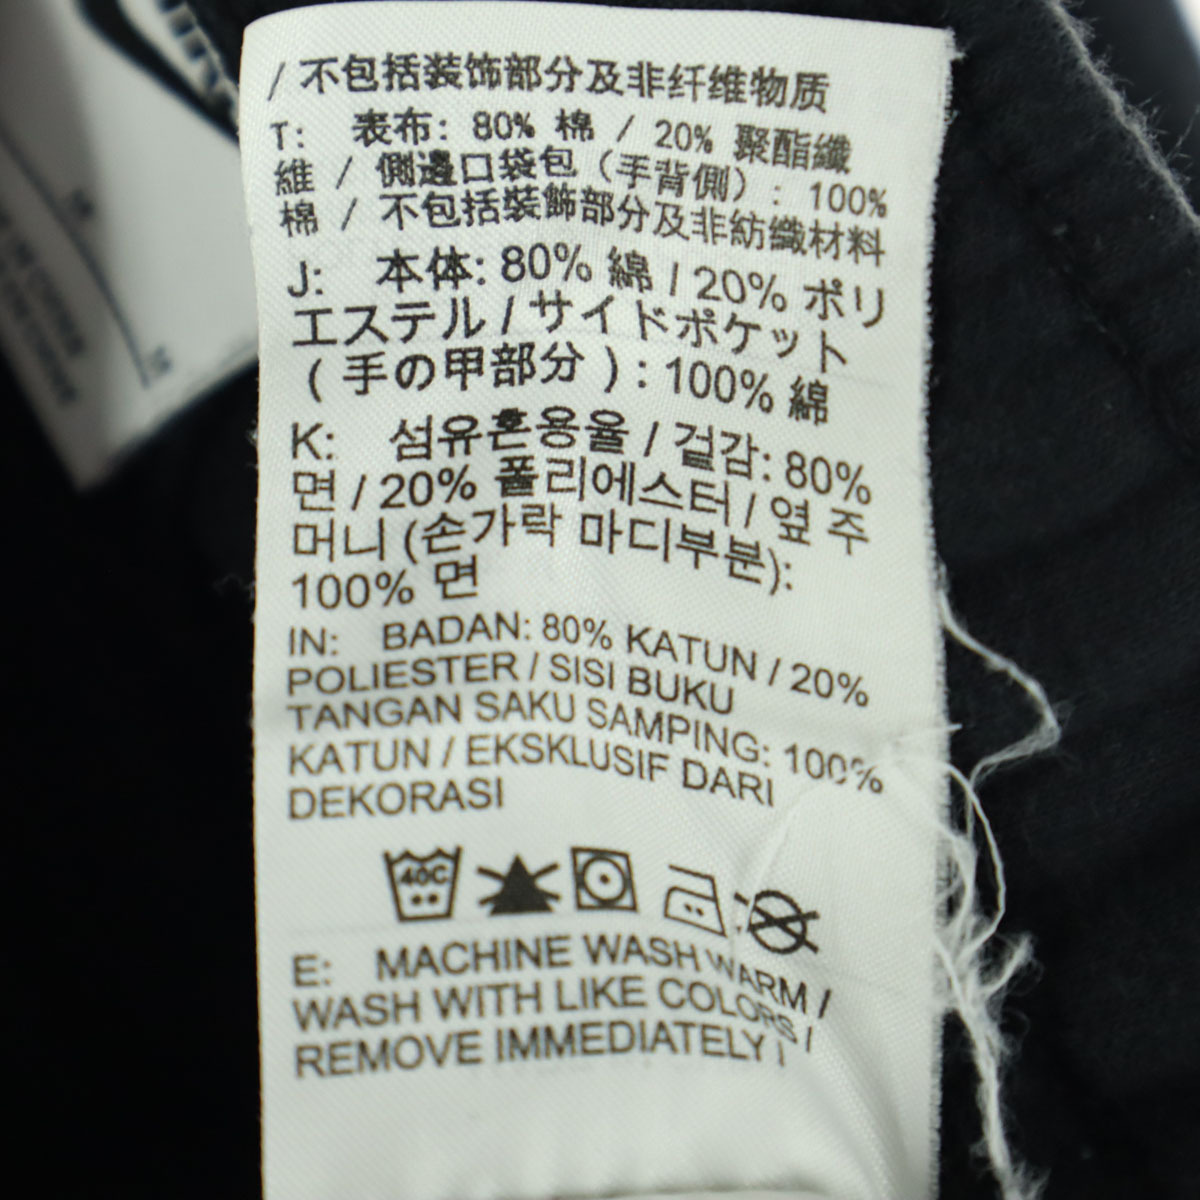 / 不包括装饰部分及非纤维物质
T: 表布: 80% 棉 / 20% 聚酯纖
維 / 側邊口袋包 (手背側) : 100%
棉 / 不包括裝飾部分及非紡織材料
J: 本体: 80% 綿 / 20% ポリ
エステル / サイドポケット
( 手の甲部分 ) : 100% 綿
K: 섬유혼용율 / 겉감: 80%
면 / 20% 폴리에스터 / 옆 주
머니 (손가락 마디부분):
100% 면
IN: BADAN: 80% KATUN / 20%
POLIESTER / SISI BUKU
TANGAN SAKU SAMPING: 100%
KATUN / EKSKLUSIF DARI
DEKORASI
40C
E: MACHINE WASH WARM /
WASH WITH LIKE COLORS /
REMOVE IMMEDIATELY /